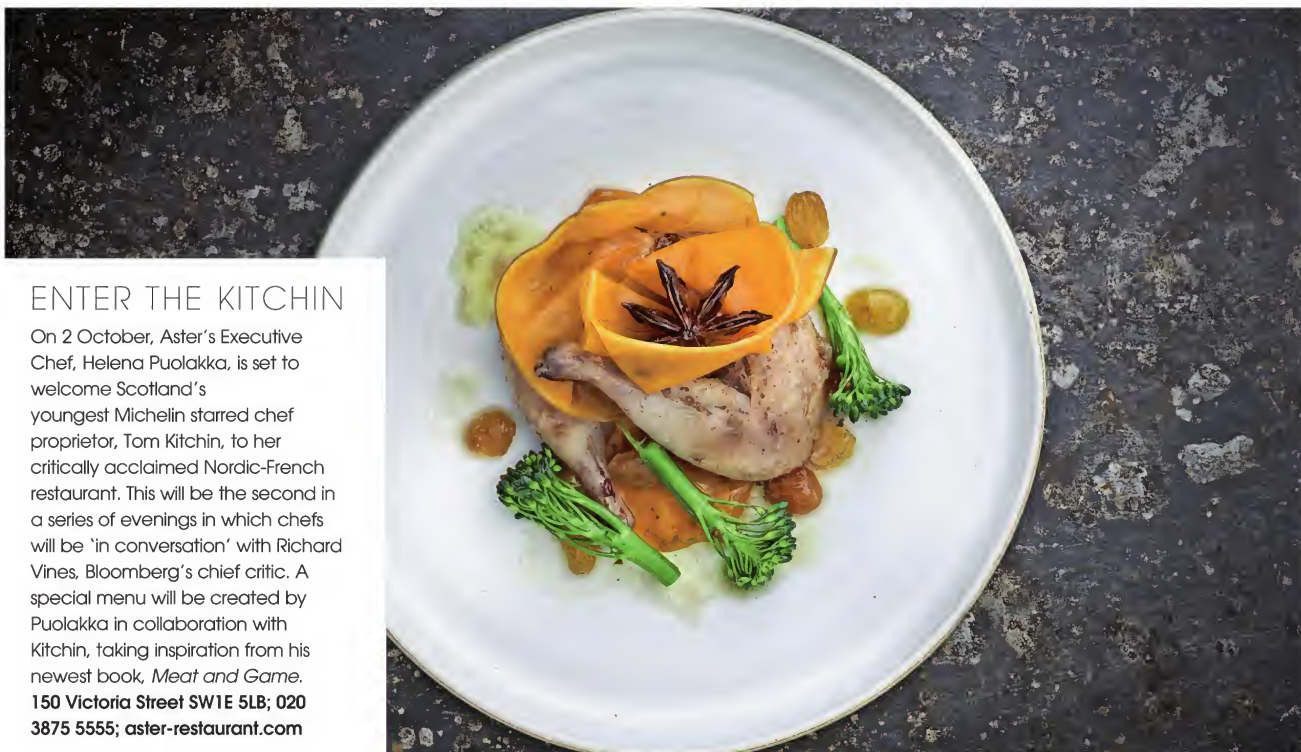 ENTER THE KITCHIN
On 2 October, Aster's Executive
Chef, Helena Puolakka, is set to
welcome Scotland's
youngest Michelin starred chef
proprietor, Tom Kitchin, to her
critically acclaimed Nordic-French
restaurant. This will be the second in
a series of evenings in which chefs
will be 'in conversation' with Richard
Vines, Bloomberg's chief critic. A
special menu will be created by
Puolakka in collaboration with
Kitchin, taking inspiration from his
newest book, Meat and Game.
150 Victoria Street SW1E 5LB; 020
3875 5555; aster-restaurant.com